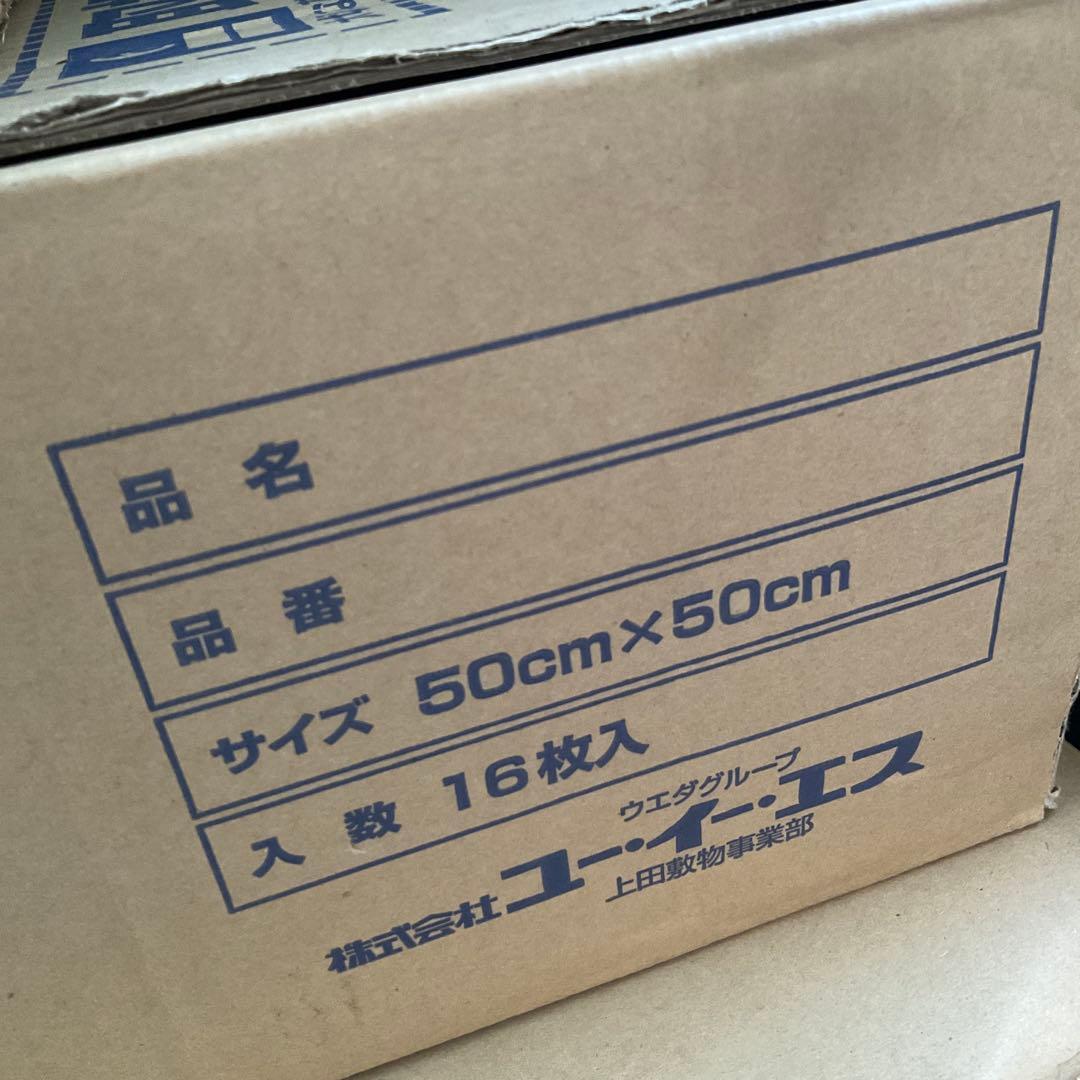 品 名
品 番
サイズ 50cm×50cm
入 数 16枚入
ウエダグループ
株式会社 ユー・イー・エス
上田敷物事業部